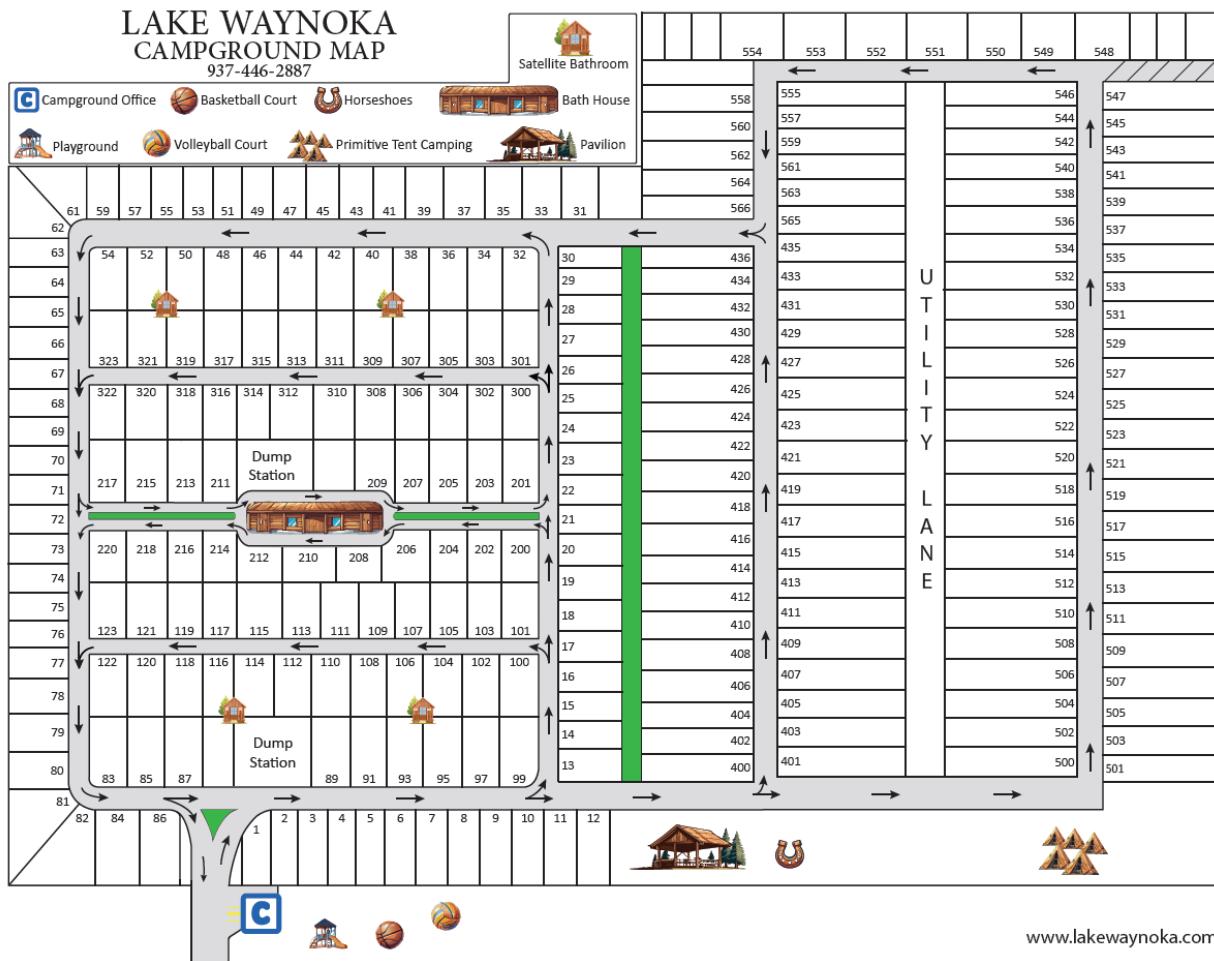 LAKE WAYNOKA
CAMPGROUND MAP
937-446-2887
Satellite Bathroom
C Campground Office
Basketball Court
Horseshoes
Bath House
Playground
Volleyball Court
Primitive Tent Camping
Pavilion
554 553 552 551 550 549 548
558 555 546 547
560 557 544 545
562 559 542 543
564 561 540 541
566 563 538 539
565 536 537
61 59 57 55 53 51 49 47 45 43 41 39 37 35 33 31
62
63 54 52 50 48 46 44 42 40 38 36 34 32
30 436 435 534 535
64 29 434 433 532 533
65 28 432 431 530 531
66 27 430 429 528 529
323 321 319 317 315 313 311 309 307 305 303 301
67 26 428 427 526 527
68 322 320 318 316 314 312 310 308 306 304 302 300
25 426 425 524 525
69 24 424 423 522 523
70 23 422 421 520 521
Dump
Station
71 217 215 213 211 209 207 205 203 201
22 420 419 518 519
72 21 418 417 516 517
73 220 218 216 214 212 210 208 206 204 202 200
20 416 415 514 515
74 19 414 413 512 513
75 18 412 411 510 511
76 123 121 119 117 115 113 111 109 107 105 103 101
17 410 409 508 509
77 122 120 118 116 114 112 110 108 106 104 102 100
16 408 407 506 507
78 15 406 405 504 505
79 14 404 403 502 503
Dump
Station
80 83 85 87 89 91 93 95 97 99
13 402 401 500 501
400
UTILITY LANE
81
82 84 86 1 2 3 4 5 6 7 8 9 10 11 12
C
www.lakewaynoka.com